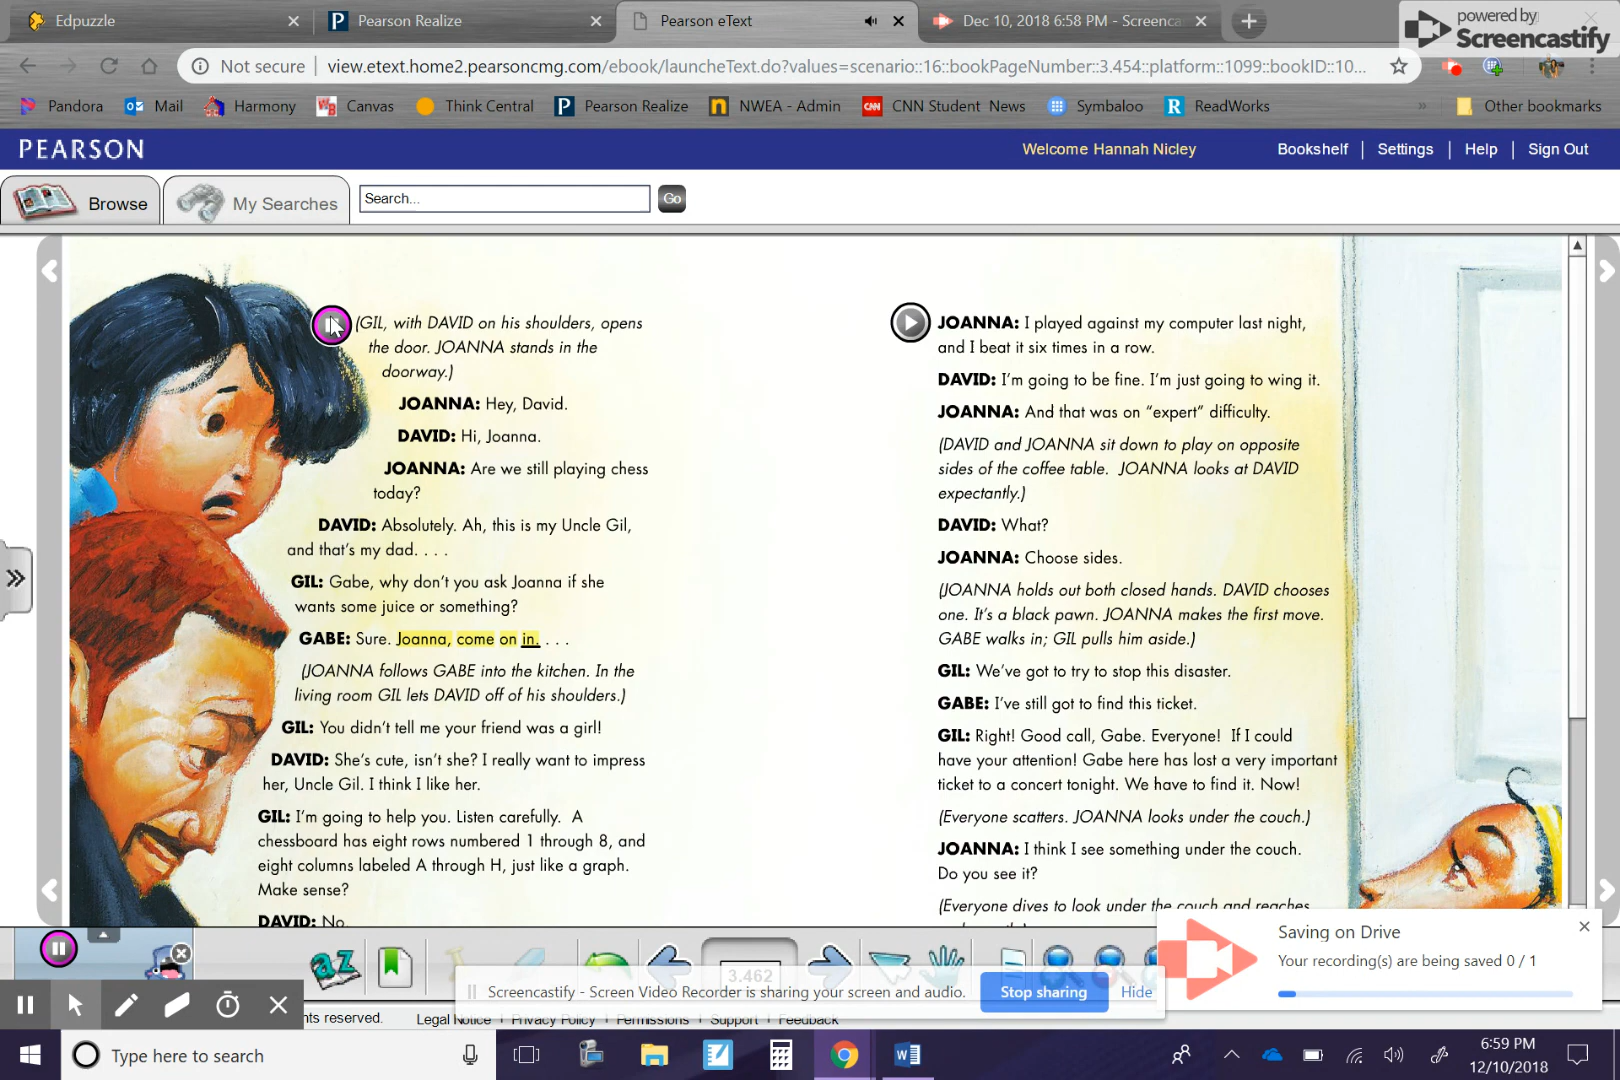 Edpuzzle
Pearson Realize
Pearson eText
Dec 10, 2018 6:58 PM - Screenca
powered by
Screencastify
Not secure
view.etext.home2.pearsoncmg.com/ebook/launcheText.do?values=scenario::16::bookPageNumber::3.454::platform::1099::bookID::10...
Pandora
Mail
Harmony
Canvas
Think Central
Pearson Realize
NWEA - Admin
CNN Student News
Symbaloo
ReadWorks
»
Other bookmarks
PEARSON
Welcome Hannah Nicley
Bookshelf | Settings | Help | Sign Out
Browse
My Searches
Search...
Go
(GIL, with DAVID on his shoulders, opens
the door. JOANNA stands in the
doorway.)
JOANNA: Hey, David.
DAVID: Hi, Joanna.
JOANNA: Are we still playing chess
today?
DAVID: Absolutely. Ah, this is my Uncle Gil,
and that's my dad. . . .
GIL: Gabe, why don't you ask Joanna if she
wants some juice or something?
GABE: Sure. Joanna, come on in. . . .
(JOANNA follows GABE into the kitchen. In the
living room GIL lets DAVID off of his shoulders.)
GIL: You didn't tell me your friend was a girl!
DAVID: She's cute, isn't she? I really want to impress
her, Uncle Gil. I think I like her.
GIL: I'm going to help you. Listen carefully. A
chessboard has eight rows numbered 1 through 8, and
eight columns labeled A through H, just like a graph.
Make sense?
DAVID: No.
JOANNA: I played against my computer last night,
and I beat it six times in a row.
DAVID: I'm going to be fine. I'm just going to wing it.
JOANNA: And that was on “expert” difficulty.
(DAVID and JOANNA sit down to play on opposite
sides of the coffee table. JOANNA looks at DAVID
expectantly.)
DAVID: What?
JOANNA: Choose sides.
(JOANNA holds out both closed hands. DAVID chooses
one. It's a black pawn. JOANNA makes the first move.
GABE walks in; GIL pulls him aside.)
GIL: We've got to try to stop this disaster.
GABE: I've still got to find this ticket.
GIL: Right! Good call, Gabe. Everyone! If I could
have your attention! Gabe here has lost a very important
ticket to a concert tonight. We have to find it. Now!
(Everyone scatters. JOANNA looks under the couch.)
JOANNA: I think I see something under the couch.
Do you see it?
(Everyone dives to look under the couch and reaches
Saving on Drive
Your recording(s) are being saved 0 / 1
az
3.462
Screencastify - Screen Video Recorder is sharing your screen and audio.
Stop sharing
Hide
nts reserved.
Legal Notice | Privacy Policy | Permissions | Support | Feedback
Type here to search
6:59 PM
12/10/2018